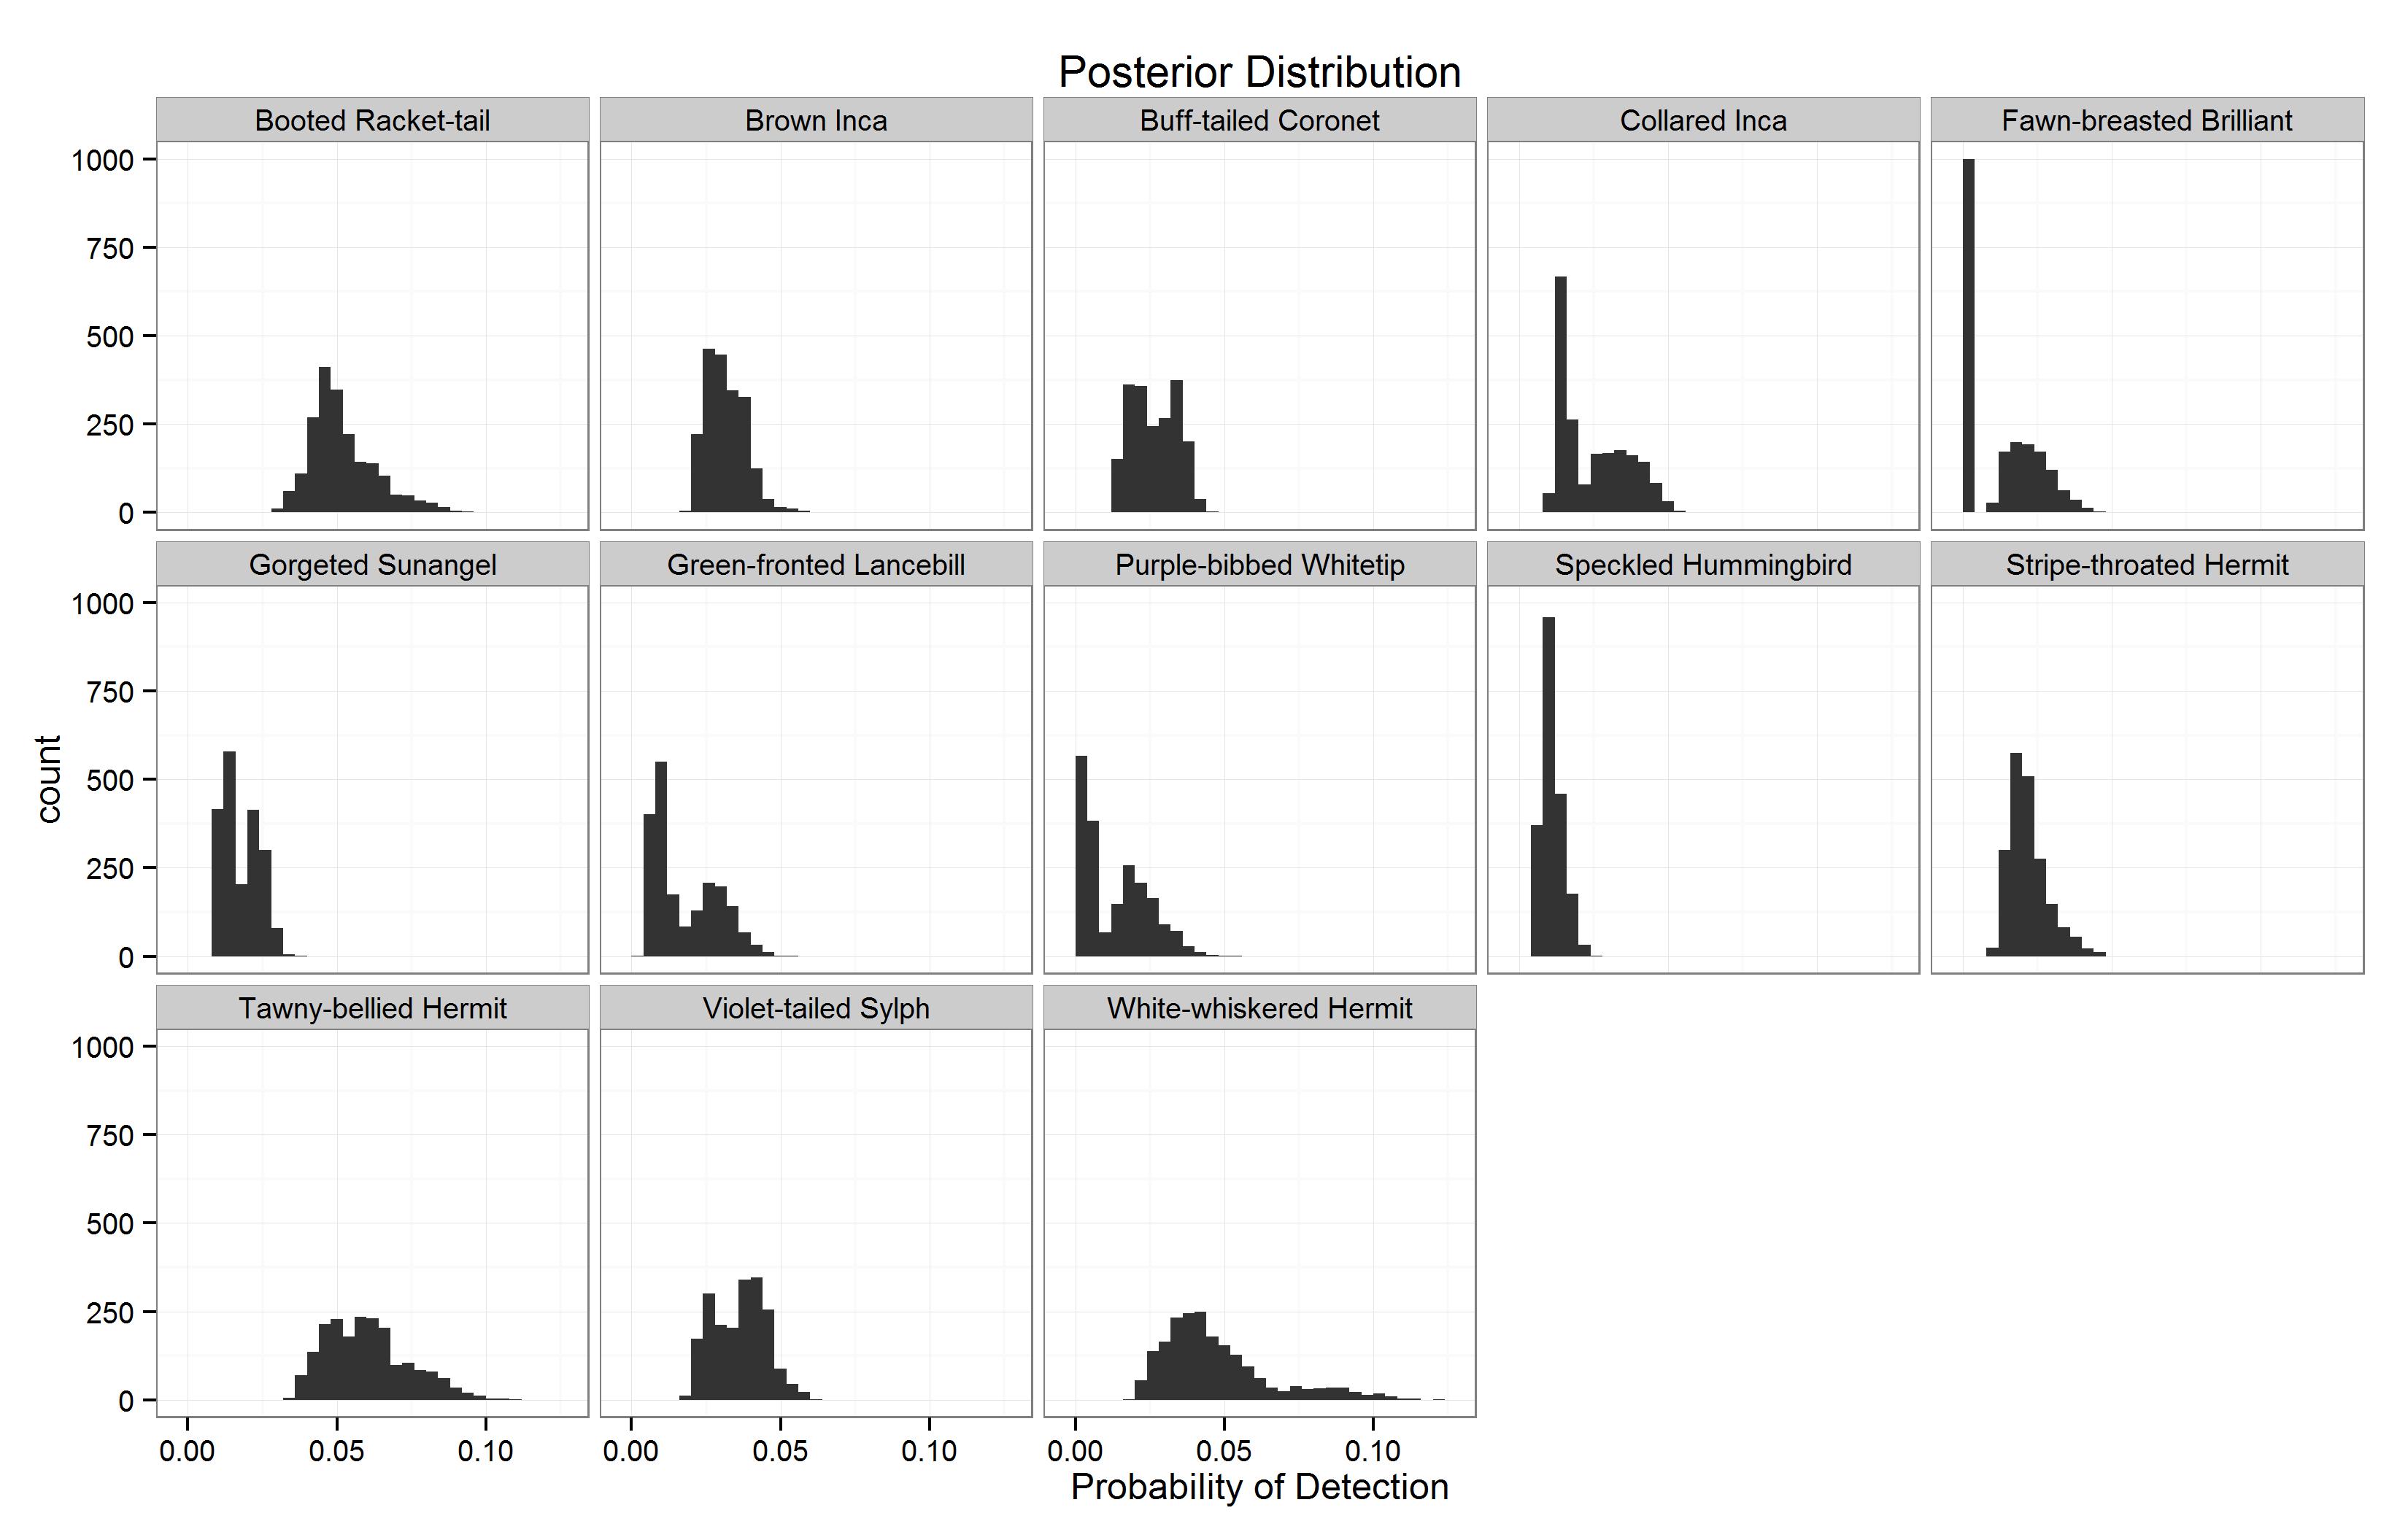 Posterior Distribution
Booted Racket-tail Brown Inca Buff-tailed Coronet Collared Inca Fawn-breasted Brilliant
1000
750
500
250
0
Gorgeted Sunangel Green-fronted Lancebill Purple-bibbed Whitetip Speckled Hummingbird Stripe-throated Hermit
1000
750
500
250
0
count
Tawny-bellied Hermit Violet-tailed Sylph White-whiskered Hermit
1000
750
500
250
0
0.00 0.05 0.10 0.00 0.05 0.10 0.00 0.05 0.10
Probability of Detection